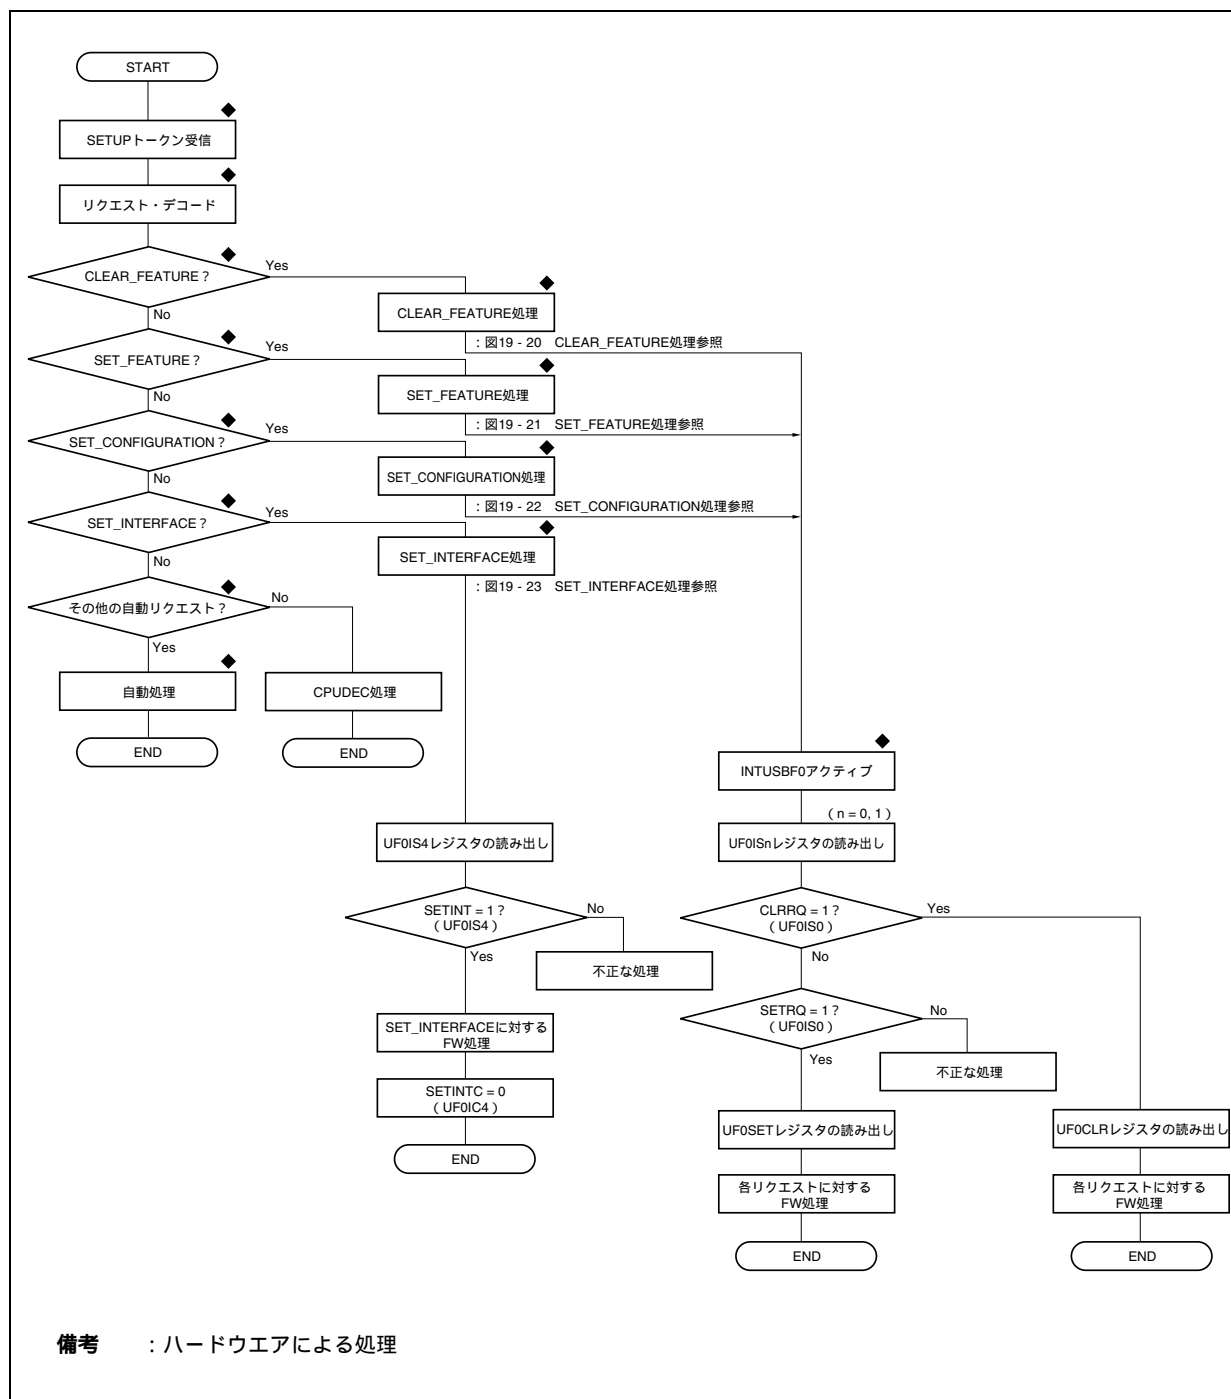 START
SETUPトークン受信
リクエスト・デコード
CLEAR_FEATURE?
Yes
No
CLEAR_FEATURE処理
:図19 - 20 CLEAR_FEATURE処理参照
SET_FEATURE?
Yes
No
SET_FEATURE処理
:図19 - 21 SET_FEATURE処理参照
SET_CONFIGURATION?
Yes
No
SET_CONFIGURATION処理
:図19 - 22 SET_CONFIGURATION処理参照
SET_INTERFACE?
Yes
No
SET_INTERFACE処理
:図19 - 23 SET_INTERFACE処理参照
その他の自動リクエスト?
No
Yes
自動処理
CPUDEC処理
END
END
INTUSBF0アクティブ
(n = 0, 1)
UF0IS4レジスタの読み出し
UF0ISnレジスタの読み出し
SETINT = 1?
(UF0IS4)
No
Yes
不正な処理
CLRRQ = 1?
(UF0IS0)
Yes
No
SETRQ = 1?
(UF0IS0)
No
Yes
不正な処理
SET_INTERFACEに対する
FW処理
SETINTC = 0
(UF0IC4)
END
UF0SETレジスタの読み出し
UF0CLRレジスタの読み出し
各リクエストに対する
FW処理
各リクエストに対する
FW処理
END
END
備考 :ハードウエアによる処理